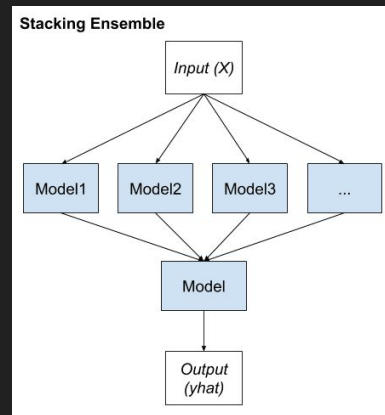 Stacking Ensemble
Input (X)
Model1
Model2
Model3
...
Model
Output
(yhat)